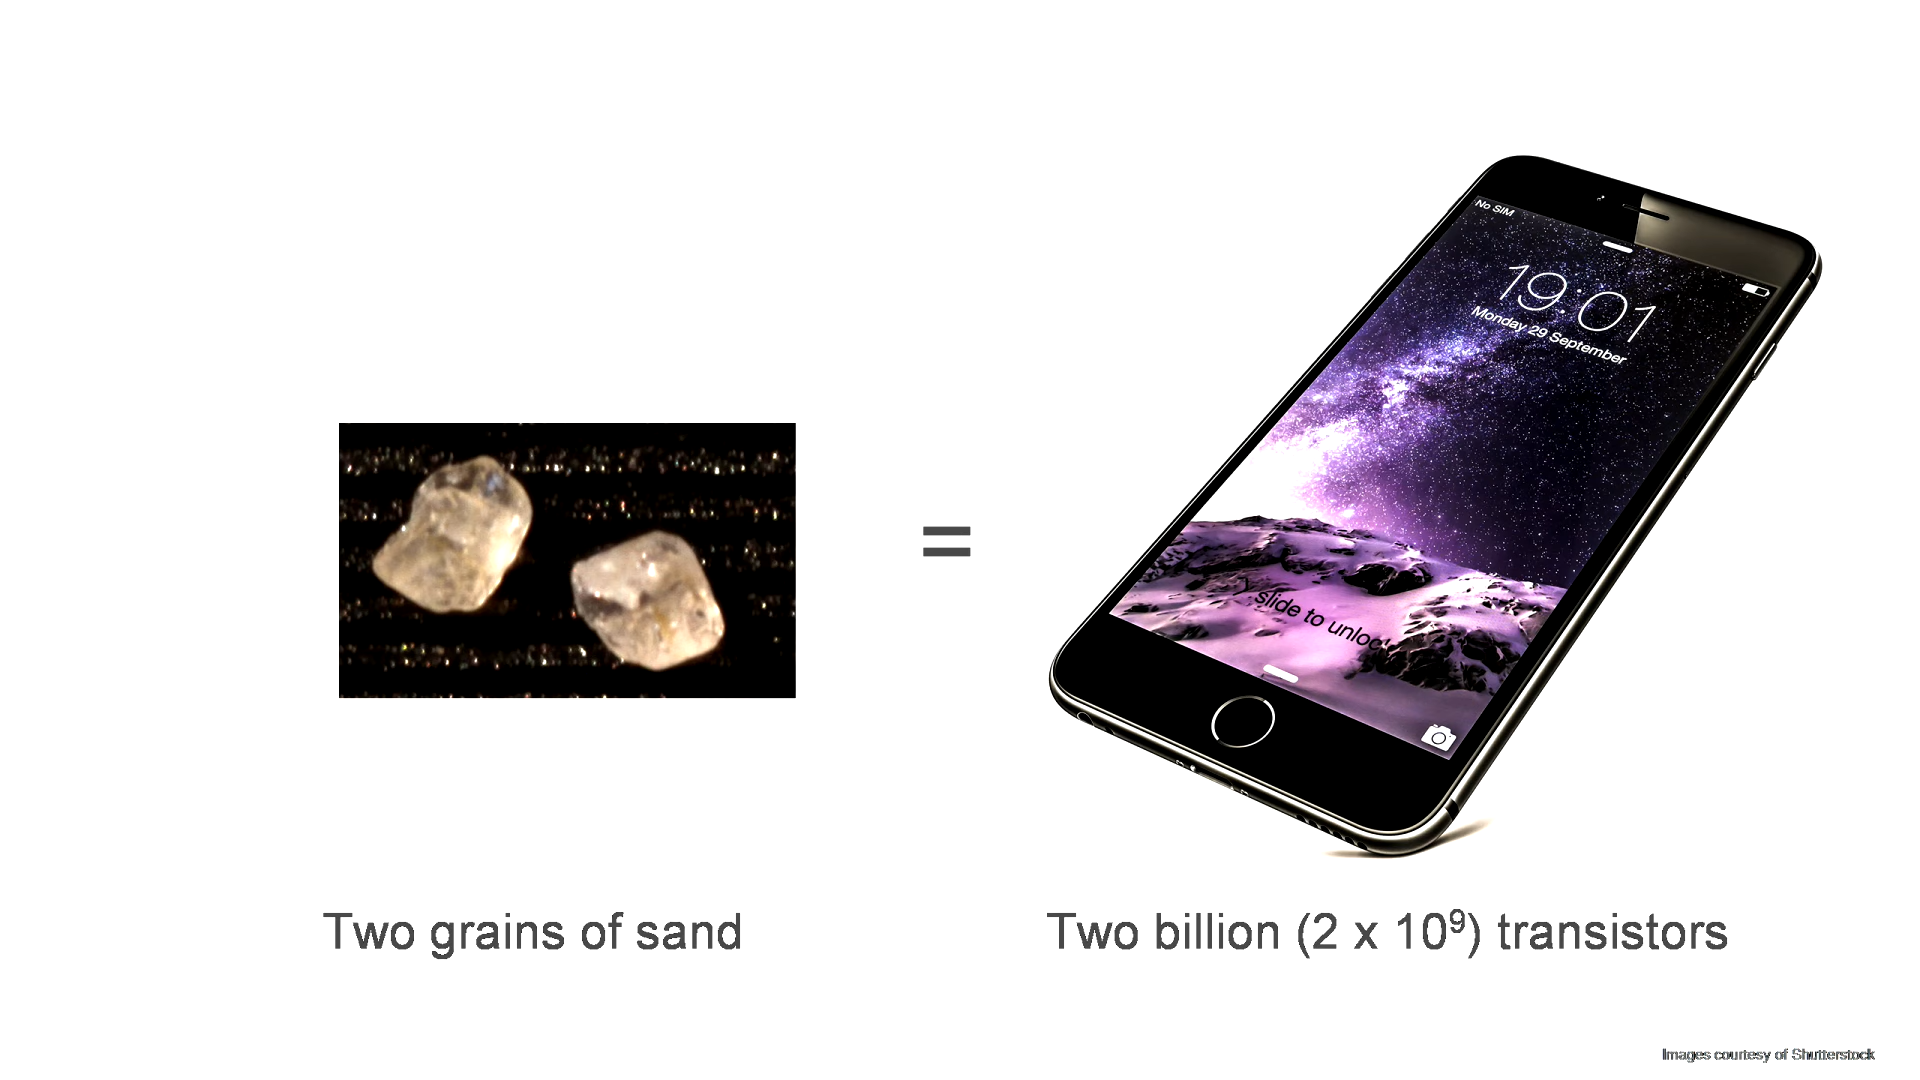 No SIM
19:01
Monday 29 September
slide to unlock
=
Two grains of sand
Two billion (2 x 10⁹) transistors
Images courtesy of Shutterstock